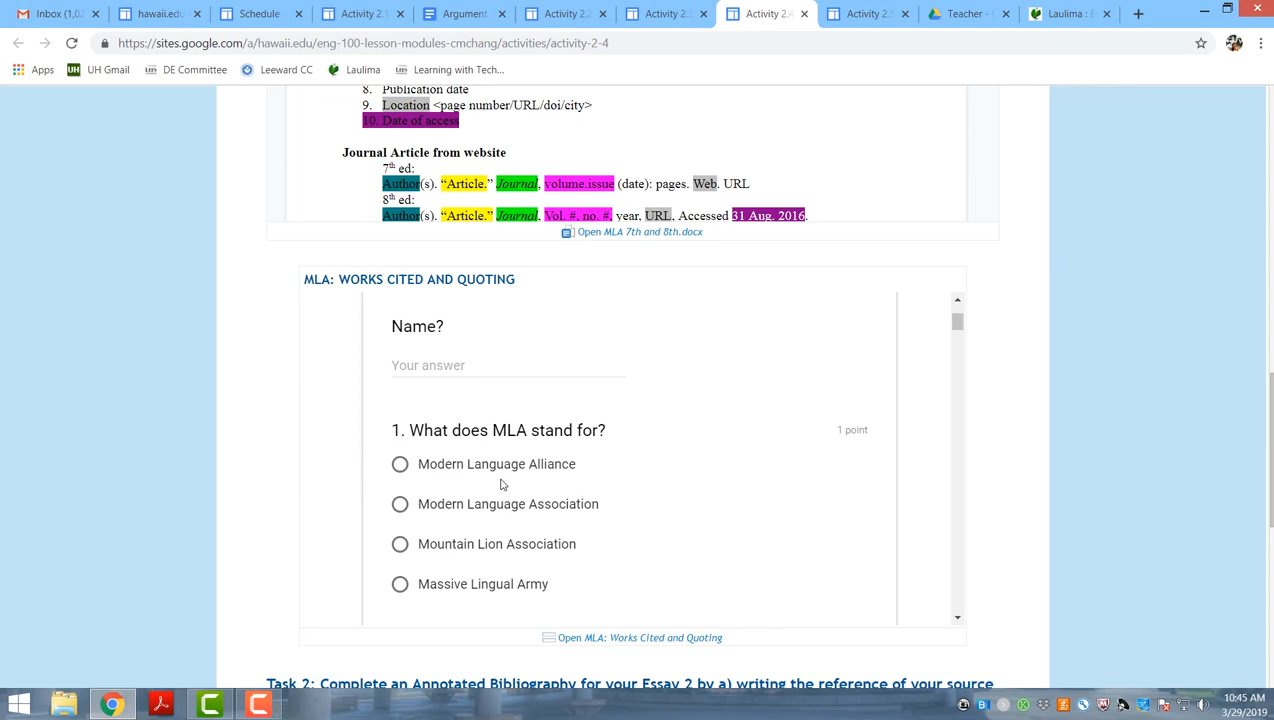 Inbox (1,02
hawaii.edu
Schedule -
Activity 2.1
Argument
Activity 2.2
Activity 2.3
Activity 2.4
Activity 2.5
Teacher -
Laulima : E
https://sites.google.com/a/hawaii.edu/eng-100-lesson-modules-cmchang/activities/activity-2-4
Apps
UH Gmail
DE Committee
Leeward CC
Laulima
Learning with Tech...
8. Publication date
9. Location <page number/URL/doi/city>
10. Date of access
Journal Article from website
7th ed:
Author(s). “Article.” Journal, volume.issue (date): pages. Web. URL
8th ed:
Author(s). “Article.” Journal, Vol. #, no. #, year, URL, Accessed 31 Aug. 2016.
Open MLA 7th and 8th.docx
MLA: WORKS CITED AND QUOTING
Name?
Your answer
1. What does MLA stand for?
1 point
Modern Language Alliance
Modern Language Association
Mountain Lion Association
Massive Lingual Army
Open MLA: Works Cited and Quoting
Task 2: Complete an Annotated Bibliography for your Essay 2 by a) writing the reference of your source
10:45 AM
3/29/2019